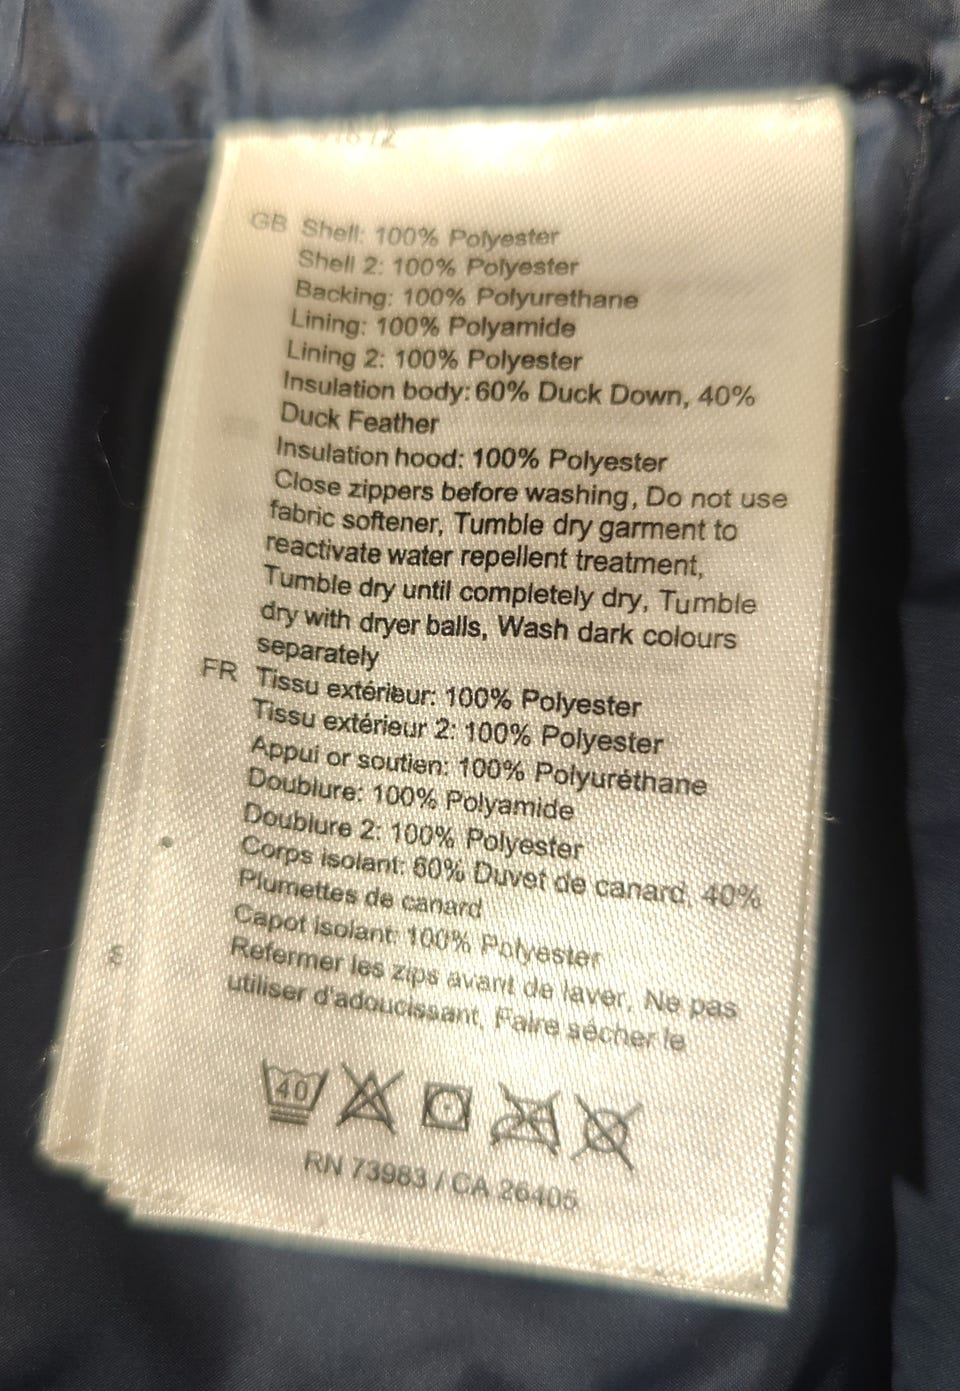 GB Shell: 100% Polyester
Shell 2: 100% Polyester
Backing: 100% Polyurethane
Lining: 100% Polyamide
Lining 2: 100% Polyester
Insulation body: 60% Duck Down, 40%
Duck Feather
Insulation hood: 100% Polyester
Close zippers before washing, Do not use
fabric softener, Tumble dry garment to
reactivate water repellent treatment,
Tumble dry until completely dry, Tumble
dry with dryer balls, Wash dark colours
separately
FR Tissu extérieur: 100% Polyester
Tissu extérieur 2: 100% Polyester
Appui or soutien: 100% Polyuréthane
Doublure: 100% Polyamide
Doublure 2: 100% Polyester
Corps isolant: 60% Duvet de canard, 40%
Plumettes de canard
Capot isolant: 100% Polyester
Refermer les zips avant de laver, Ne pas
utiliser d'adoucissant, Faire sécher le
40
RN 73983 / CA 26405